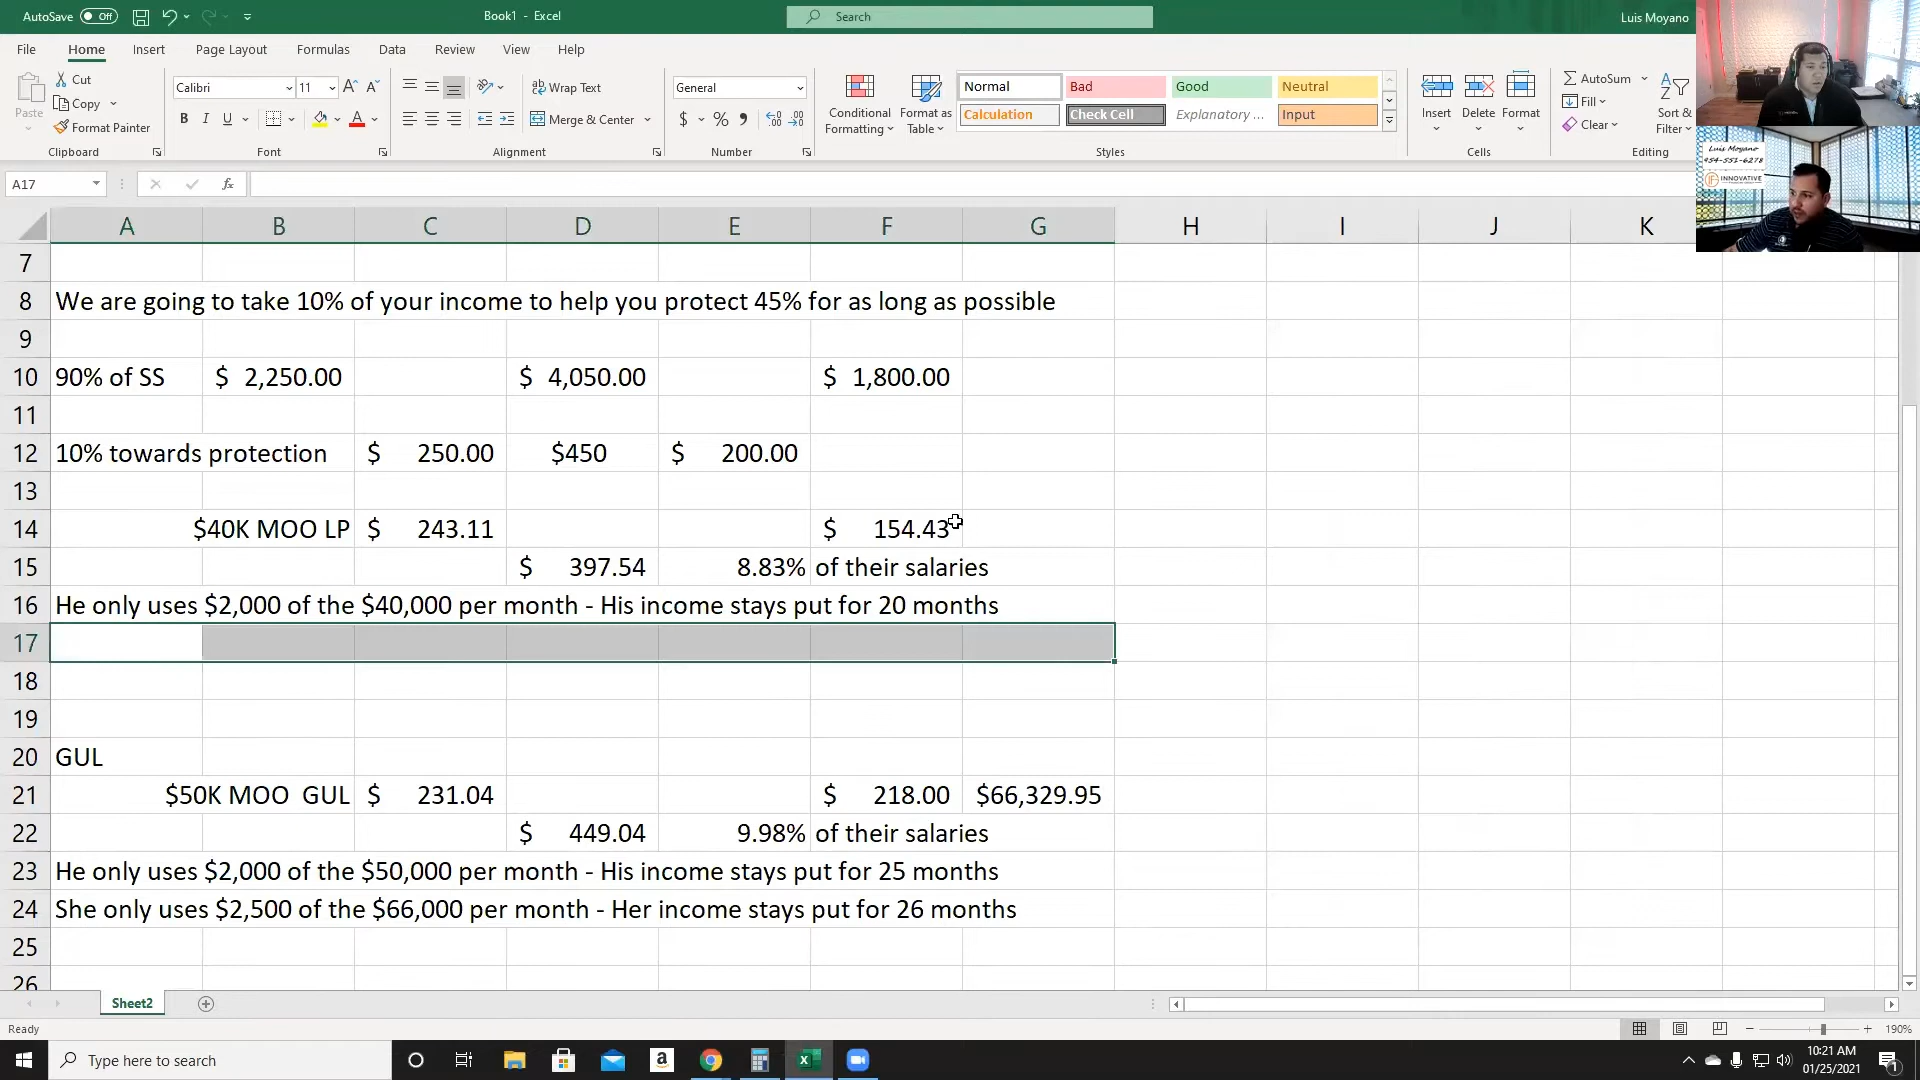 AutoSave Off
Book1 - Excel
Search
Luis Moyano
File Home Insert Page Layout Formulas Data Review View Help
Paste
Cut
Copy
Format Painter
Clipboard
Calibri 11
B I U
Font
Wrap Text
Merge & Center
Alignment
General
$ % 9
Number
Conditional Formatting
Format as Table
Normal Bad Good Neutral
Calculation Check Cell Explanatory ... Input
Styles
Insert Delete Format
Cells
AutoSum
Fill
Clear
Sort & Filter
Editing
Luis Moyano
954-551-6278
INNOVATIVE
A17
fx
A B C D E F G H I J K
7
8 We are going to take 10% of your income to help you protect 45% for as long as possible
9
10 90% of SS $ 2,250.00 $ 4,050.00 $ 1,800.00
11
12 10% towards protection $ 250.00 $450 $ 200.00
13
14 $40K MOO LP $ 243.11 $ 154.43
15 $ 397.54 8.83% of their salaries
16 He only uses $2,000 of the $40,000 per month - His income stays put for 20 months
17
18
19
20 GUL
21 $50K MOO GUL $ 231.04 $ 218.00 $66,329.95
22 $ 449.04 9.98% of their salaries
23 He only uses $2,000 of the $50,000 per month - His income stays put for 25 months
24 She only uses $2,500 of the $66,000 per month - Her income stays put for 26 months
25
26
Sheet2
Ready
190%
Type here to search
10:21 AM
01/25/2021